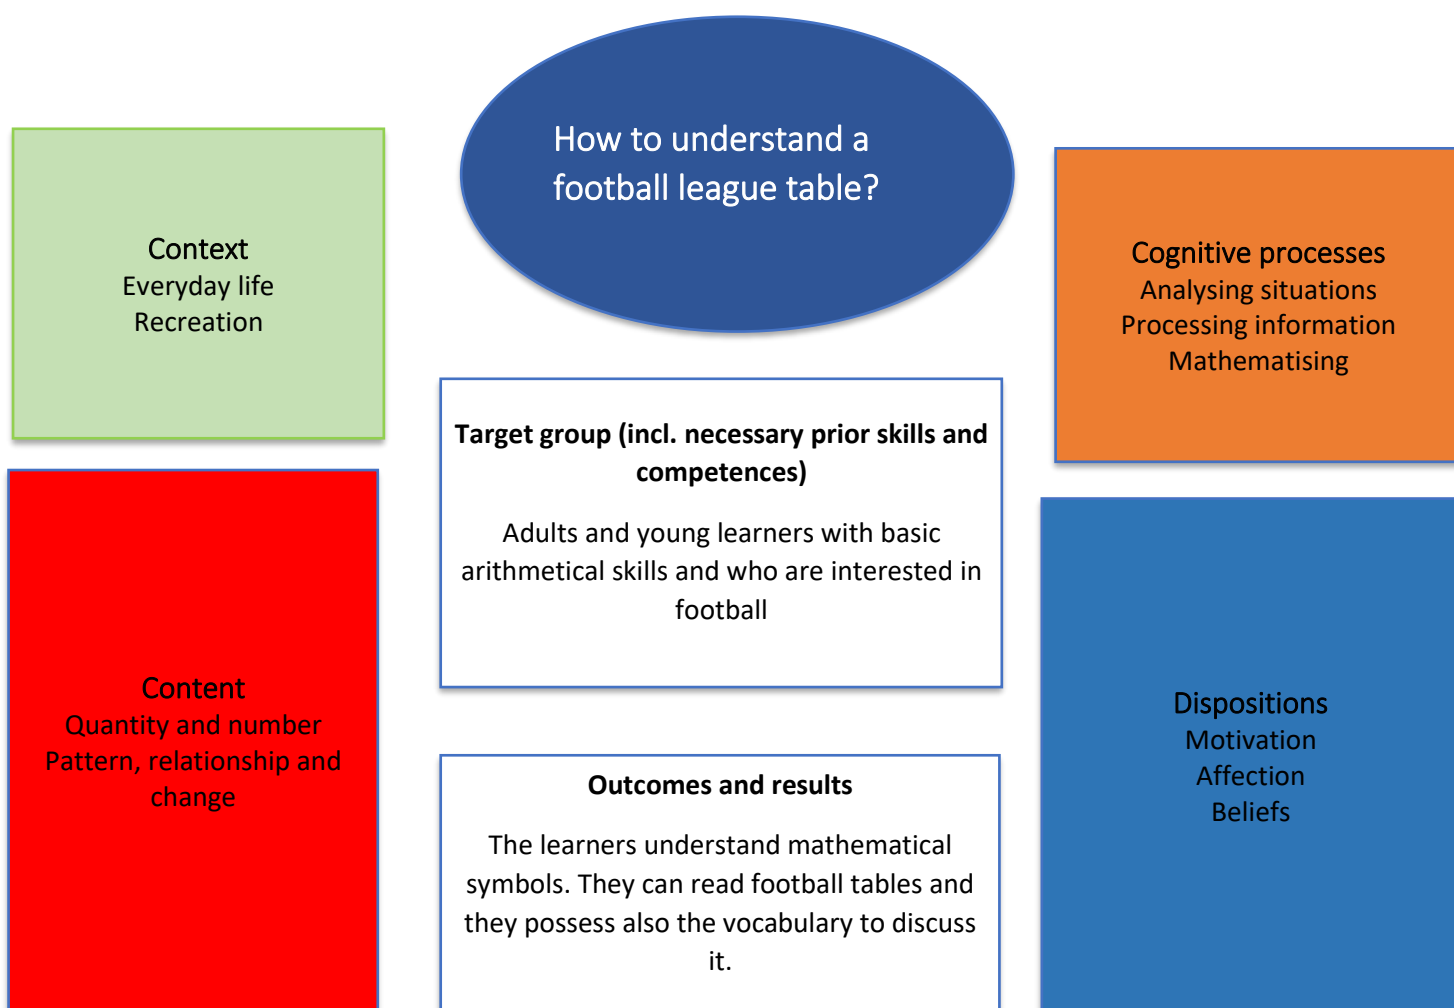 How to understand a
football league table?
Context
Everyday life
Recreation
Cognitive processes
Analysing situations
Processing information
Mathematising
Target group (incl. necessary prior skills and
competences)
Adults and young learners with basic
arithmetical skills and who are interested in
football
Content
Quantity and number
Pattern, relationship and
change
Dispositions
Motivation
Affection
Beliefs
Outcomes and results
The learners understand mathematical
symbols. They can read football tables and
they possess also the vocabulary to discuss
it.